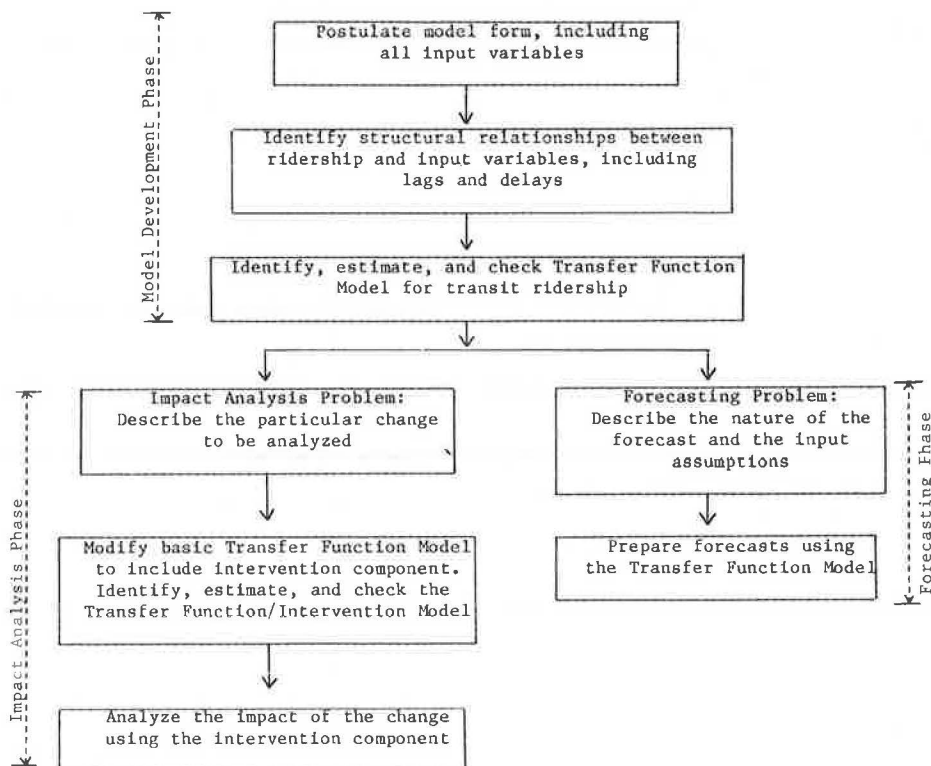 Postulate model form, including
all input variables
Identify structural relationships between
ridership and input variables, including
lags and delays
Identify, estimate, and check Transfer Function
Model for transit ridership
Model Development Phase
Impact Analysis Problem:
Describe the particular change
to be analyzed
Modify basic Transfer Function Model
to include intervention component.
Identify, estimate, and check the
Transfer Function/Intervention Model
Analyze the impact of the change
using the intervention component
Impact Analysis Phase
Forecasting Problem:
Describe the nature of the
forecast and the input
assumptions
Prepare forecasts using
the Transfer Function Model
Forecasting Phase